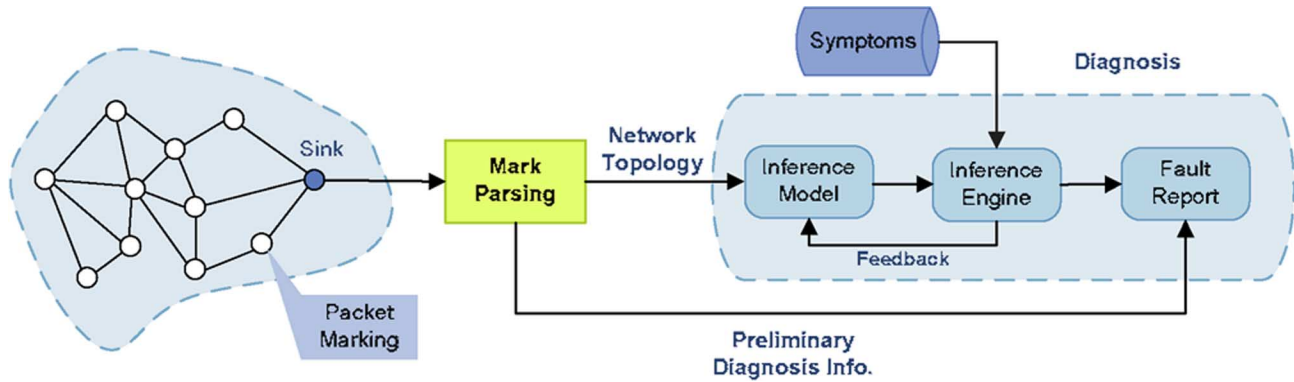 Symptoms
Diagnosis
Sink
Mark
Parsing
Network
Topology
Inference
Model
Inference
Engine
Fault
Report
Feedback
Packet
Marking
Preliminary
Diagnosis Info.